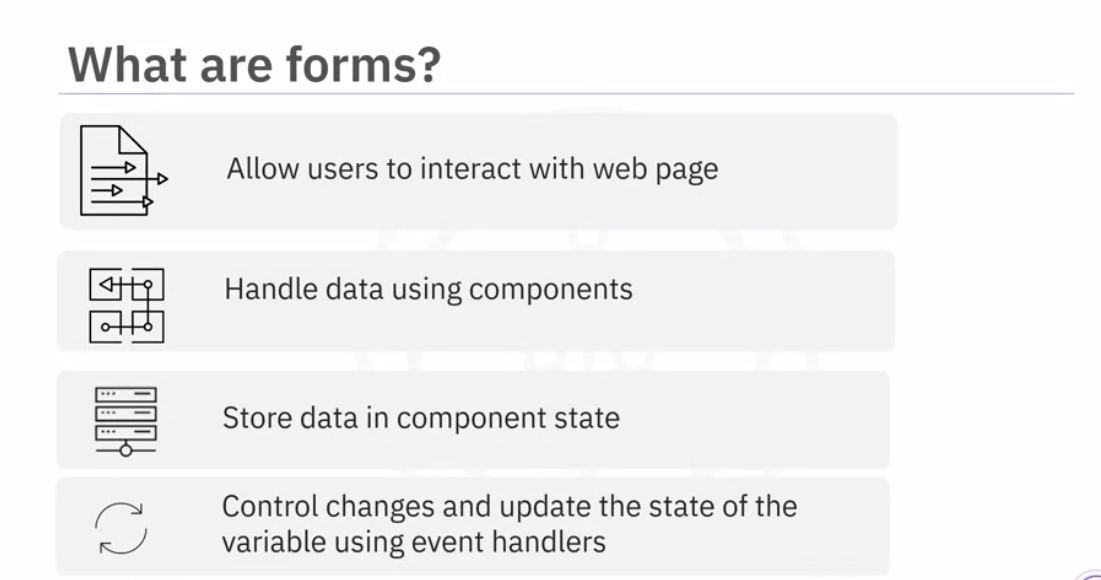 What are forms?
Allow users to interact with web page
Handle data using components
Store data in component state
Control changes and update the state of the
variable using event handlers